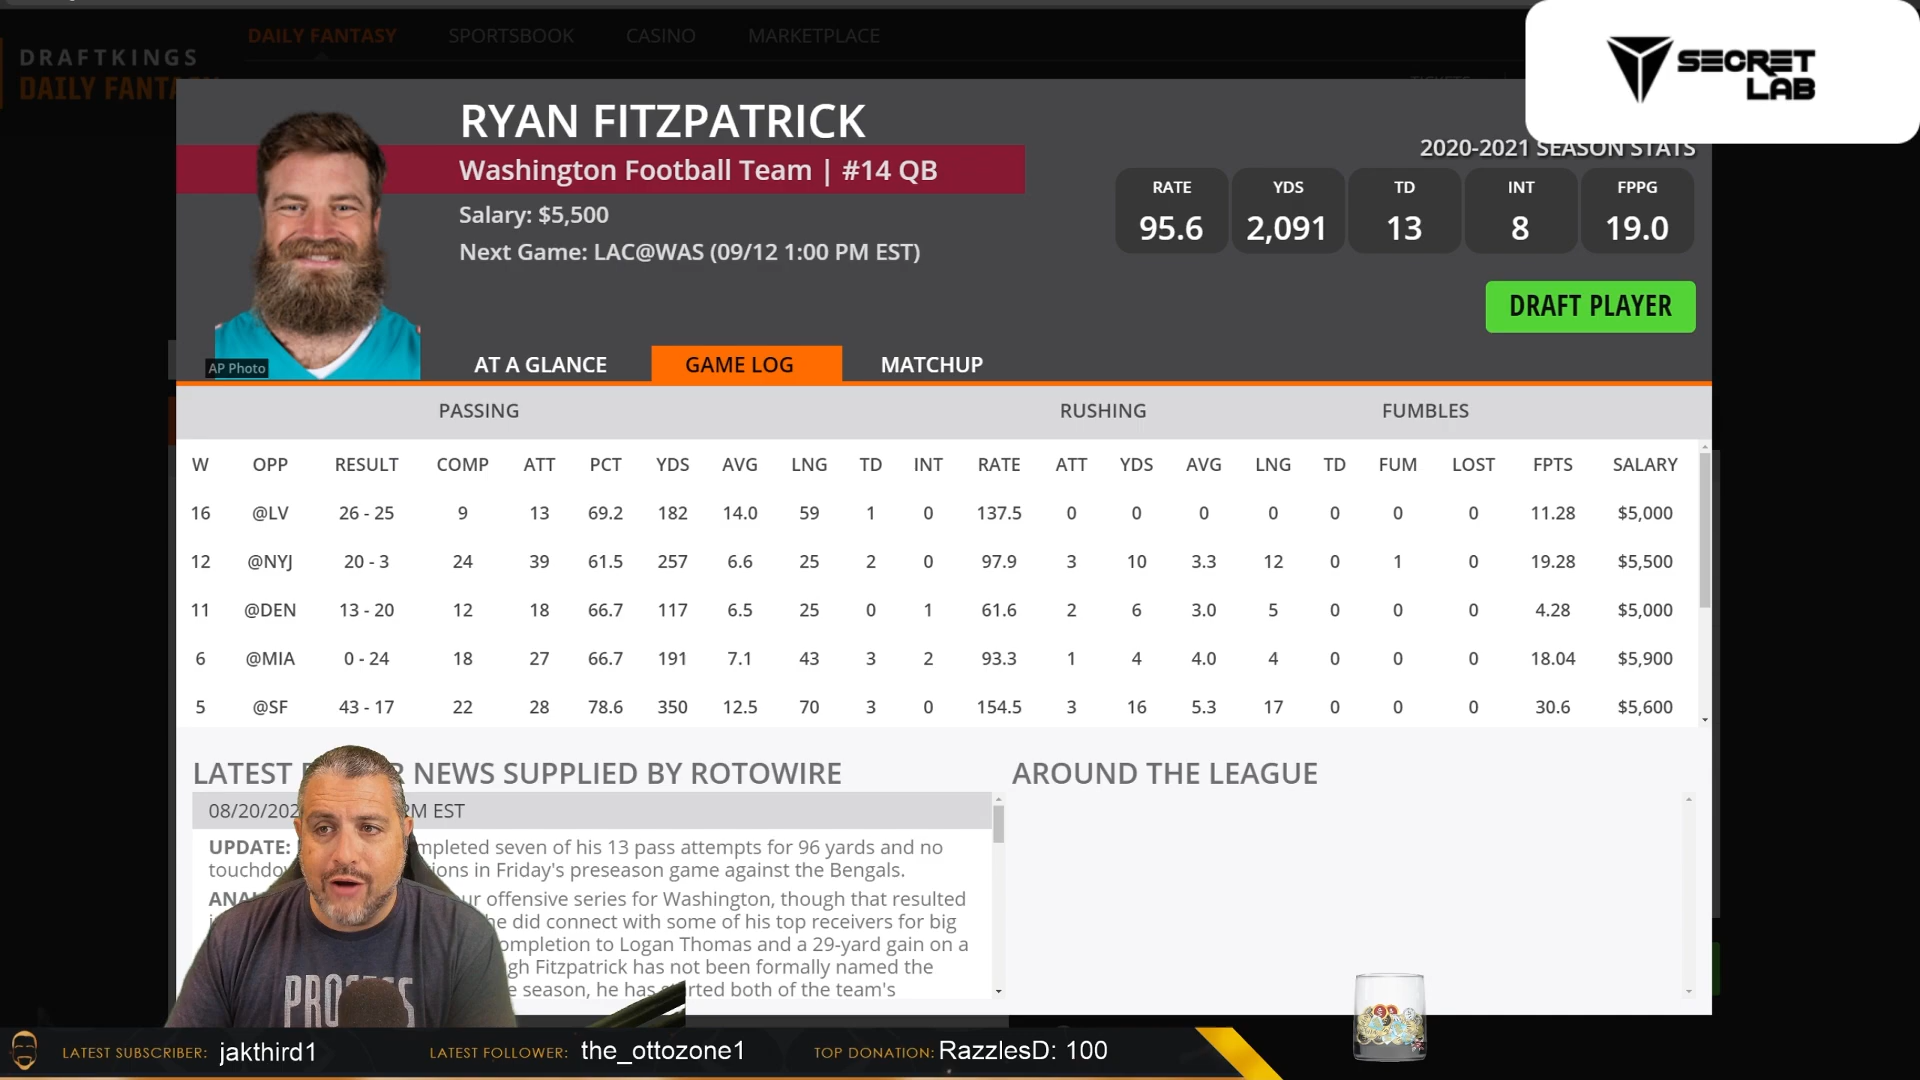 DAILY FANTASY SPORTSBOOK CASINO MARKETPLACE
DRAFTKINGS
DAILY FANTA
SECRET
LAB
RYAN FITZPATRICK
Washington Football Team | #14 QB
Salary: $5,500
Next Game: LAC@WAS (09/12 1:00 PM EST)
2020-2021 SEASON STATS
RATE YDS TD INT FPPG
95.6 2,091 13 8 19.0
DRAFT PLAYER
AP Photo
AT A GLANCE GAME LOG MATCHUP
PASSING RUSHING FUMBLES
W OPP RESULT COMP ATT PCT YDS AVG LNG TD INT RATE ATT YDS AVG LNG TD FUM LOST FPTS SALARY
16 @LV 26 - 25 9 13 69.2 182 14.0 59 1 0 137.5 0 0 0 0 0 0 0 11.28 $5,000
12 @NYJ 20 - 3 24 39 61.5 257 6.6 25 2 0 97.9 3 10 3.3 12 0 1 0 19.28 $5,500
11 @DEN 13 - 20 12 18 66.7 117 6.5 25 0 1 61.6 2 6 3.0 5 0 0 0 4.28 $5,000
6 @MIA 0 - 24 18 27 66.7 191 7.1 43 3 2 93.3 1 4 4.0 4 0 0 0 18.04 $5,900
5 @SF 43 - 17 22 28 78.6 350 12.5 70 3 0 154.5 3 16 5.3 17 0 0 0 30.6 $5,600
LATEST NEWS SUPPLIED BY ROTOWIRE
AROUND THE LEAGUE
08/20/202 PM EST
UPDATE: mpleted seven of his 13 pass attempts for 96 yards and no
touchdo ions in Friday's preseason game against the Bengals.
ANA ur offensive series for Washington, though that resulted
he did connect with some of his top receivers for big
ompletion to Logan Thomas and a 29-yard gain on a
gh Fitzpatrick has not been formally named the
e season, he has started both of the team's
LATEST SUBSCRIBER: jakthird1 LATEST FOLLOWER: the_ottozone1 TOP DONATION: RazzlesD: 100